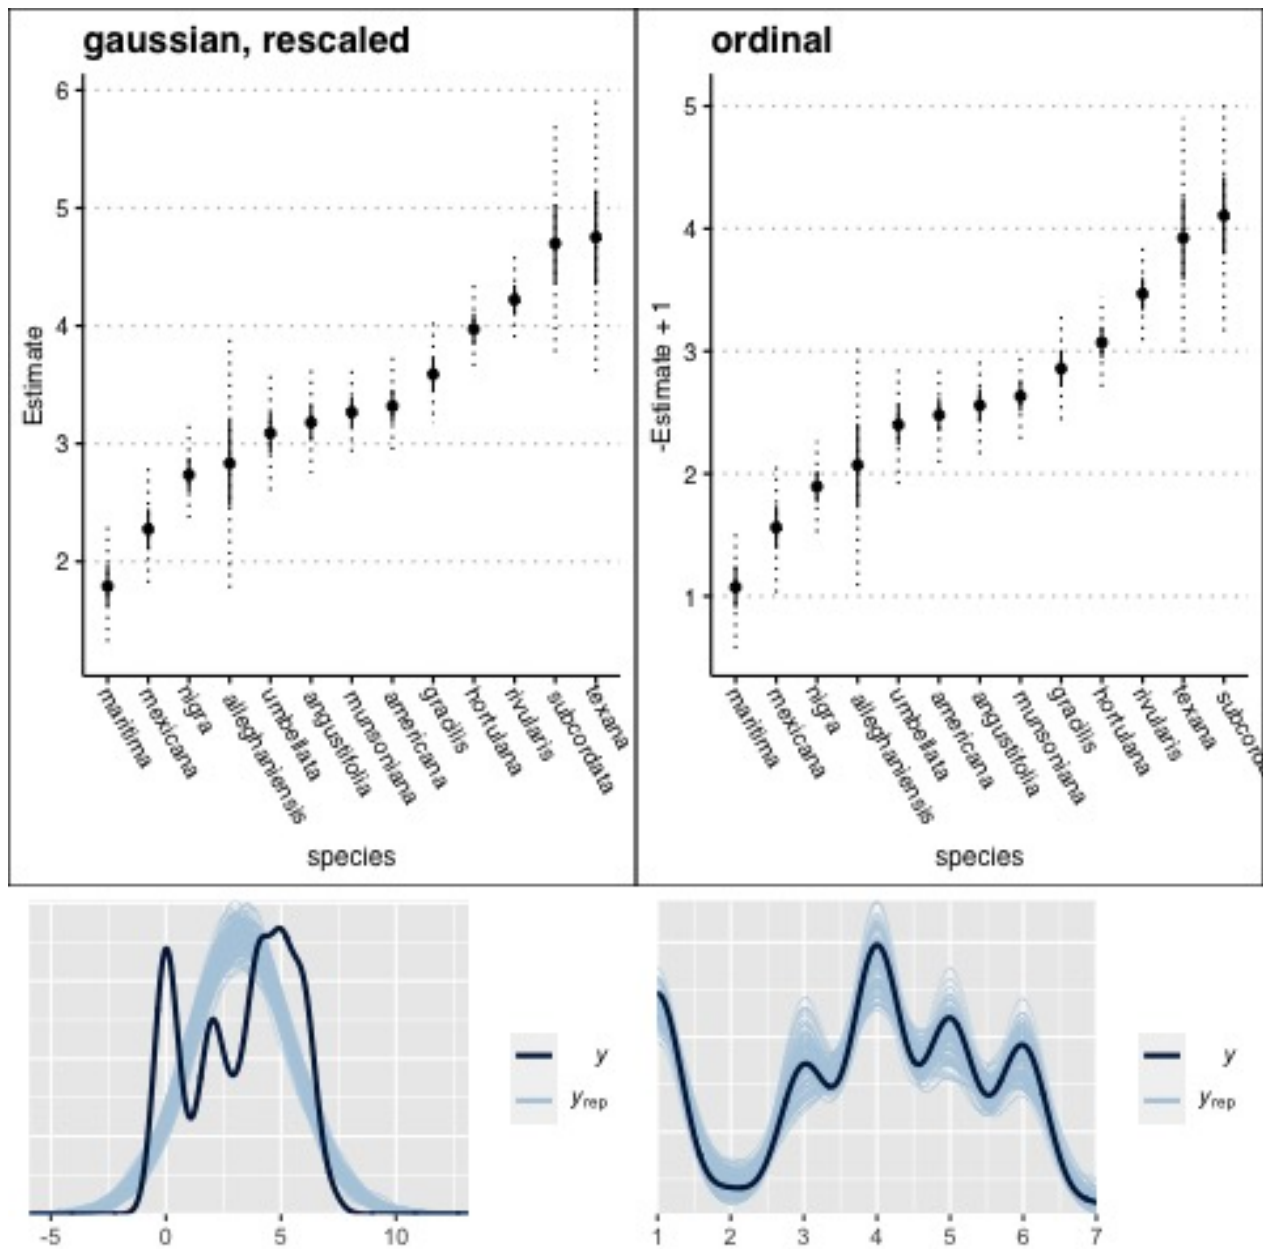 gaussian, rescaled
6
5
4
3
2
Estimate
maritima
mexicana
nigra
alleghaniensis
umbellata
angustifolia
munsoniana
americana
gracilis
hortulana
rivularis
subcordata
texana
species
ordinal
5
4
3
2
1
-Estimate + 1
maritima
mexicana
nigra
alleghaniensis
umbellata
americana
angustifolia
munsoniana
gracilis
hortulana
rivularis
texana
subcorda
species
y
yrep
-5 0 5 10
y
yrep
1 2 3 4 5 6 7